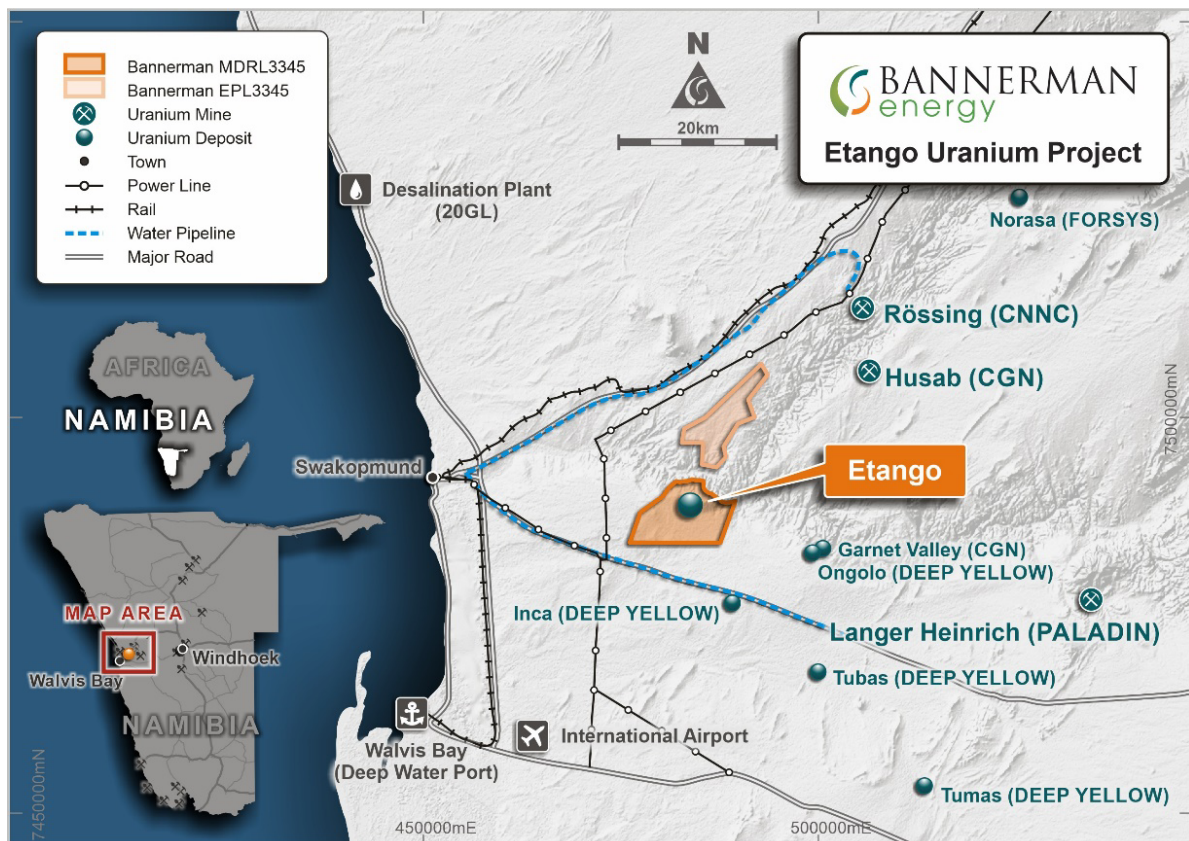 Bannerman MDRL3345
Bannerman EPL3345
Uranium Mine
Uranium Deposit
Town
Power Line
Rail
Water Pipeline
Major Road
N
20km
BANNERMAN
energy
Etango Uranium Project
Desalination Plant
(20GL)
Norasa (FORSYS)
Rössing (CNNC)
Husab (CGN)
AFRICA
NAMIBIA
7500000mN
Swakopmund
Etango
Garnet Valley (CGN)
Ongolo (DEEP YELLOW)
Inca (DEEP YELLOW)
Langer Heinrich (PALADIN)
MAP AREA
Windhoek
Walvis Bay
Tubas (DEEP YELLOW)
NAMIBIA
Walvis Bay
(Deep Water Port)
International Airport
Tumas (DEEP YELLOW)
7450000mN
450000mE
500000mE